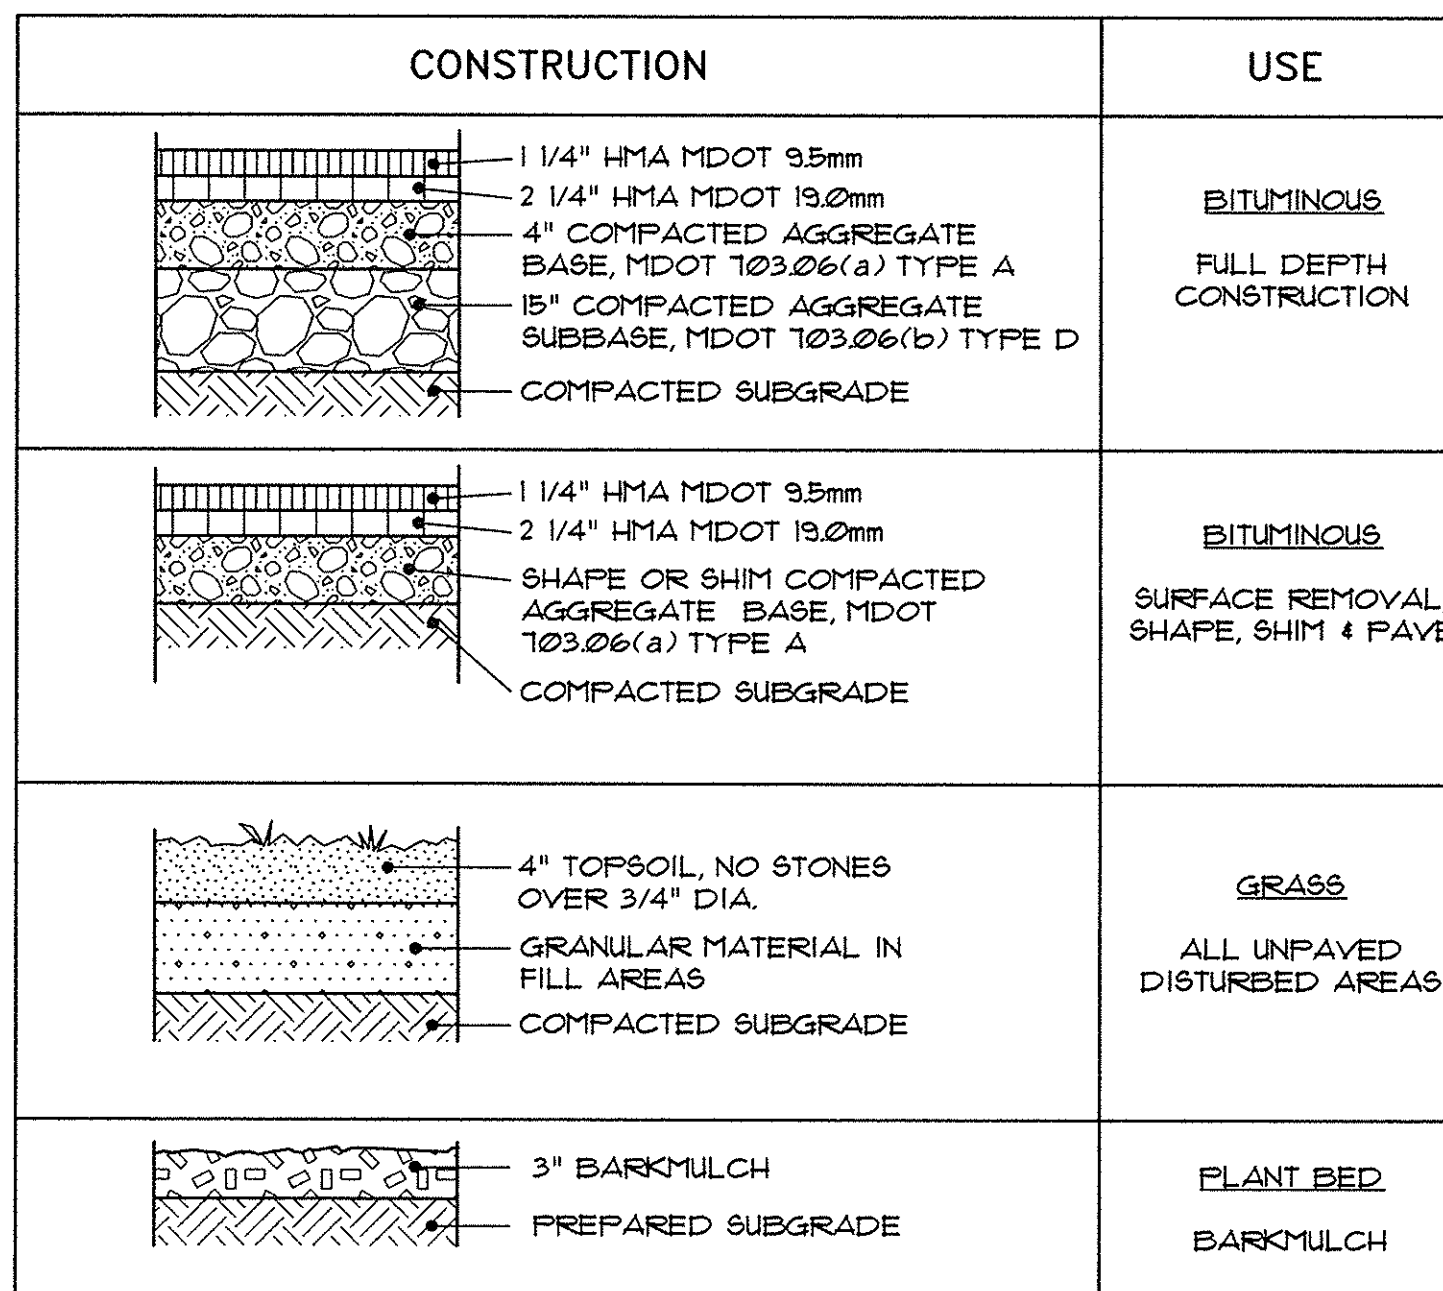 CONSTRUCTION
USE
1 1/4" HMA MDOT 9.5mm
2 1/4" HMA MDOT 19.0mm
4" COMPACTED AGGREGATE
BASE, MDOT 703.06(a) TYPE A
15" COMPACTED AGGREGATE
SUBBASE, MDOT 703.06(b) TYPE D
COMPACTED SUBGRADE
BITUMINOUS
FULL DEPTH
CONSTRUCTION
1 1/4" HMA MDOT 9.5mm
2 1/4" HMA MDOT 19.0mm
SHAPE OR SHIM COMPACTED
AGGREGATE BASE, MDOT
703.06(a) TYPE A
COMPACTED SUBGRADE
BITUMINOUS
SURFACE REMOVAL,
SHAPE, SHIM & PAVE
4" TOPSOIL, NO STONES
OVER 3/4" DIA.
GRANULAR MATERIAL IN
FILL AREAS
COMPACTED SUBGRADE
GRASS
ALL UNPAVED
DISTURBED AREAS
3" BARKMULCH
PREPARED SUBGRADE
PLANT BED
BARKMULCH